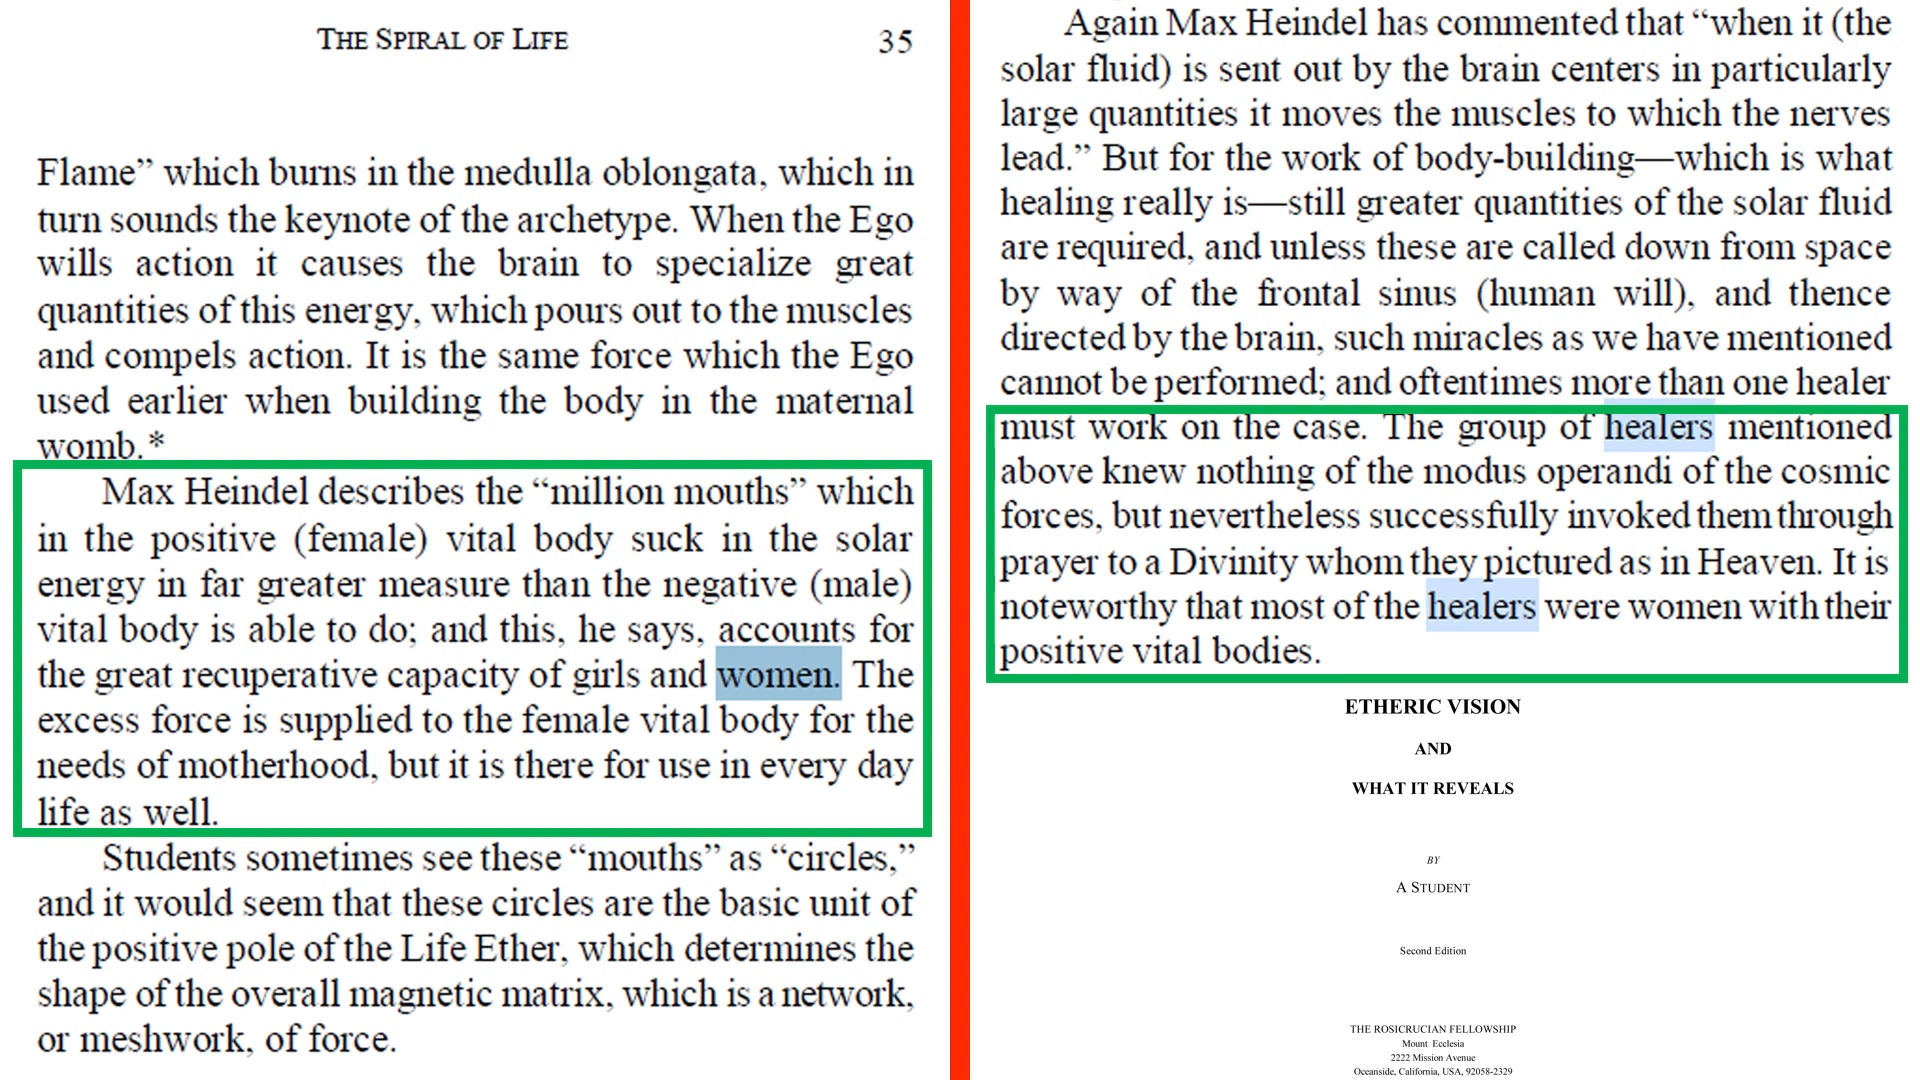 THE SPIRAL OF LIFE
35
Flame” which burns in the medulla oblongata, which in
turn sounds the keynote of the archetype. When the Ego
wills action it causes the brain to specialize great
quantities of this energy, which pours out to the muscles
and compels action. It is the same force which the Ego
used earlier when building the body in the maternal
womb.*
Max Heindel describes the “million mouths” which
in the positive (female) vital body suck in the solar
energy in far greater measure than the negative (male)
vital body is able to do; and this, he says, accounts for
the great recuperative capacity of girls and women. The
excess force is supplied to the female vital body for the
needs of motherhood, but it is there for use in every day
life as well.
Students sometimes see these “mouths” as “circles,”
and it would seem that these circles are the basic unit of
the positive pole of the Life Ether, which determines the
shape of the overall magnetic matrix, which is a network,
or meshwork, of force.
Again Max Heindel has commented that “when it (the
solar fluid) is sent out by the brain centers in particularly
large quantities it moves the muscles to which the nerves
lead.” But for the work of body-building—which is what
healing really is—still greater quantities of the solar fluid
are required, and unless these are called down from space
by way of the frontal sinus (human will), and thence
directed by the brain, such miracles as we have mentioned
cannot be performed; and oftentimes more than one healer
must work on the case. The group of healers mentioned
above knew nothing of the modus operandi of the cosmic
forces, but nevertheless successfully invoked them through
prayer to a Divinity whom they pictured as in Heaven. It is
noteworthy that most of the healers were women with their
positive vital bodies.
ETHERIC VISION
AND
WHAT IT REVEALS
BY
A STUDENT
Second Edition
THE ROSICRUCIAN FELLOWSHIP
Mount Ecclesia
2222 Mission Avenue
Oceanside, California, USA, 92058-2329